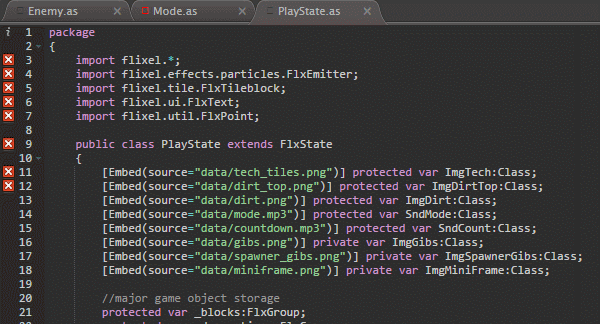 Enemy.as Mode.as PlayState.as
i 1 package
2 {
3 import flixel.*;
4 import flixel.effects.particles.FlxEmitter;
5 import flixel.tile.FlxTileblock;
6 import flixel.ui.FlxText;
7 import flixel.util.FlxPoint;
8
9 public class PlayState extends FlxState
10 {
11 [Embed(source="data/tech_tiles.png")] protected var ImgTech:Class;
12 [Embed(source="data/dirt_top.png")] protected var ImgDirtTop:Class;
13 [Embed(source="data/dirt.png")] protected var ImgDirt:Class;
14 [Embed(source="data/mode.mp3")] protected var SndMode:Class;
15 [Embed(source="data/countdown.mp3")] protected var SndCount:Class;
16 [Embed(source="data/gibs.png")] private var ImgGibs:Class;
17 [Embed(source="data/spawner_gibs.png")] private var ImgSpawnerGibs:Class;
18 [Embed(source="data/miniframe.png")] private var ImgMiniFrame:Class;
19
20 //major game object storage
21 protected var _blocks:FlxGroup;